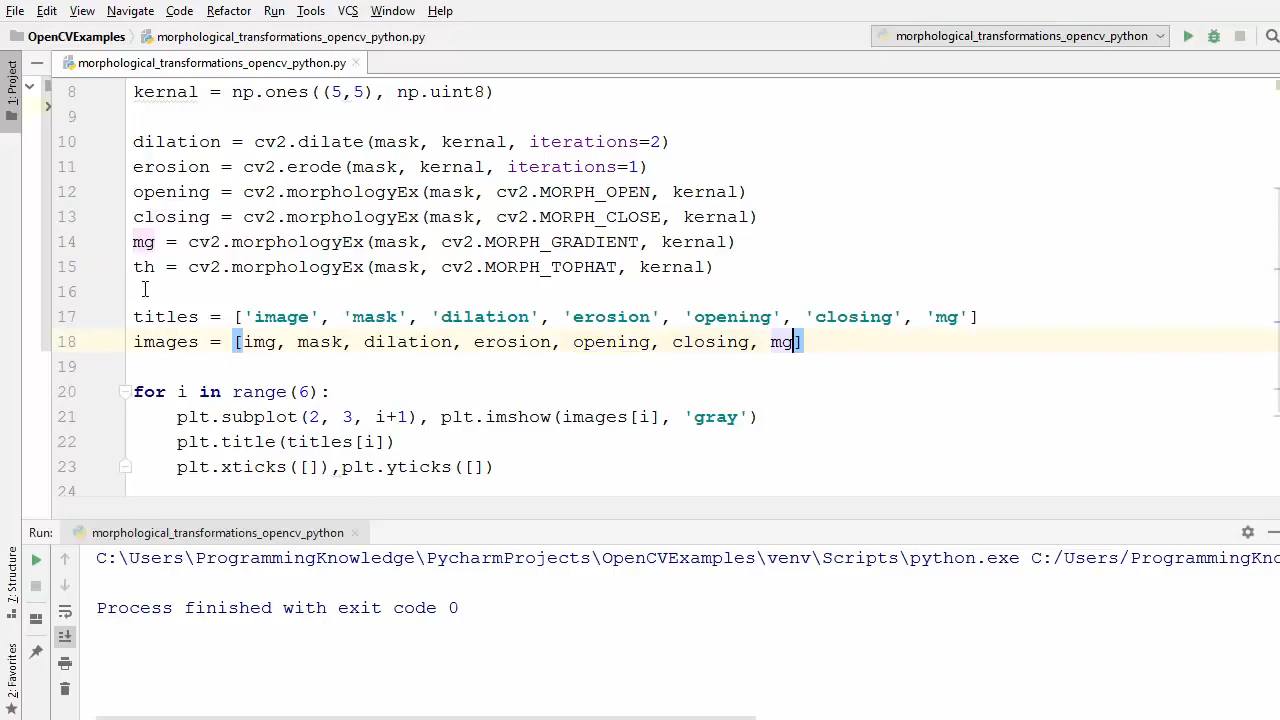 File Edit View Navigate Code Refactor Run Tools VCS Window Help
OpenCVExamples morphological_transformations_opencv_python.py morphological_transformations_opencv_python
1: Project
morphological_transformations_opencv_python.py
8 kernal = np.ones((5,5), np.uint8)
9
10 dilation = cv2.dilate(mask, kernal, iterations=2)
11 erosion = cv2.erode(mask, kernal, iterations=1)
12 opening = cv2.morphologyEx(mask, cv2.MORPH_OPEN, kernal)
13 closing = cv2.morphologyEx(mask, cv2.MORPH_CLOSE, kernal)
14 mg = cv2.morphologyEx(mask, cv2.MORPH_GRADIENT, kernal)
15 th = cv2.morphologyEx(mask, cv2.MORPH_TOPHAT, kernal)
16
17 titles = ['image', 'mask', 'dilation', 'erosion', 'opening', 'closing', 'mg']
18 images = [img, mask, dilation, erosion, opening, closing, mg]
20 for i in range(6):
21 plt.subplot(2, 3, i+1), plt.imshow(images[i], 'gray')
22 plt.title(titles[i])
23 plt.xticks([]),plt.yticks([])
24
Run: morphological_transformations_opencv_python
C:\Users\ProgrammingKnowledge\PycharmProjects\OpenCVExamples\venv\Scripts\python.exe C:/Users/ProgrammingKno
Process finished with exit code 0
7: Structure
2: Favorites